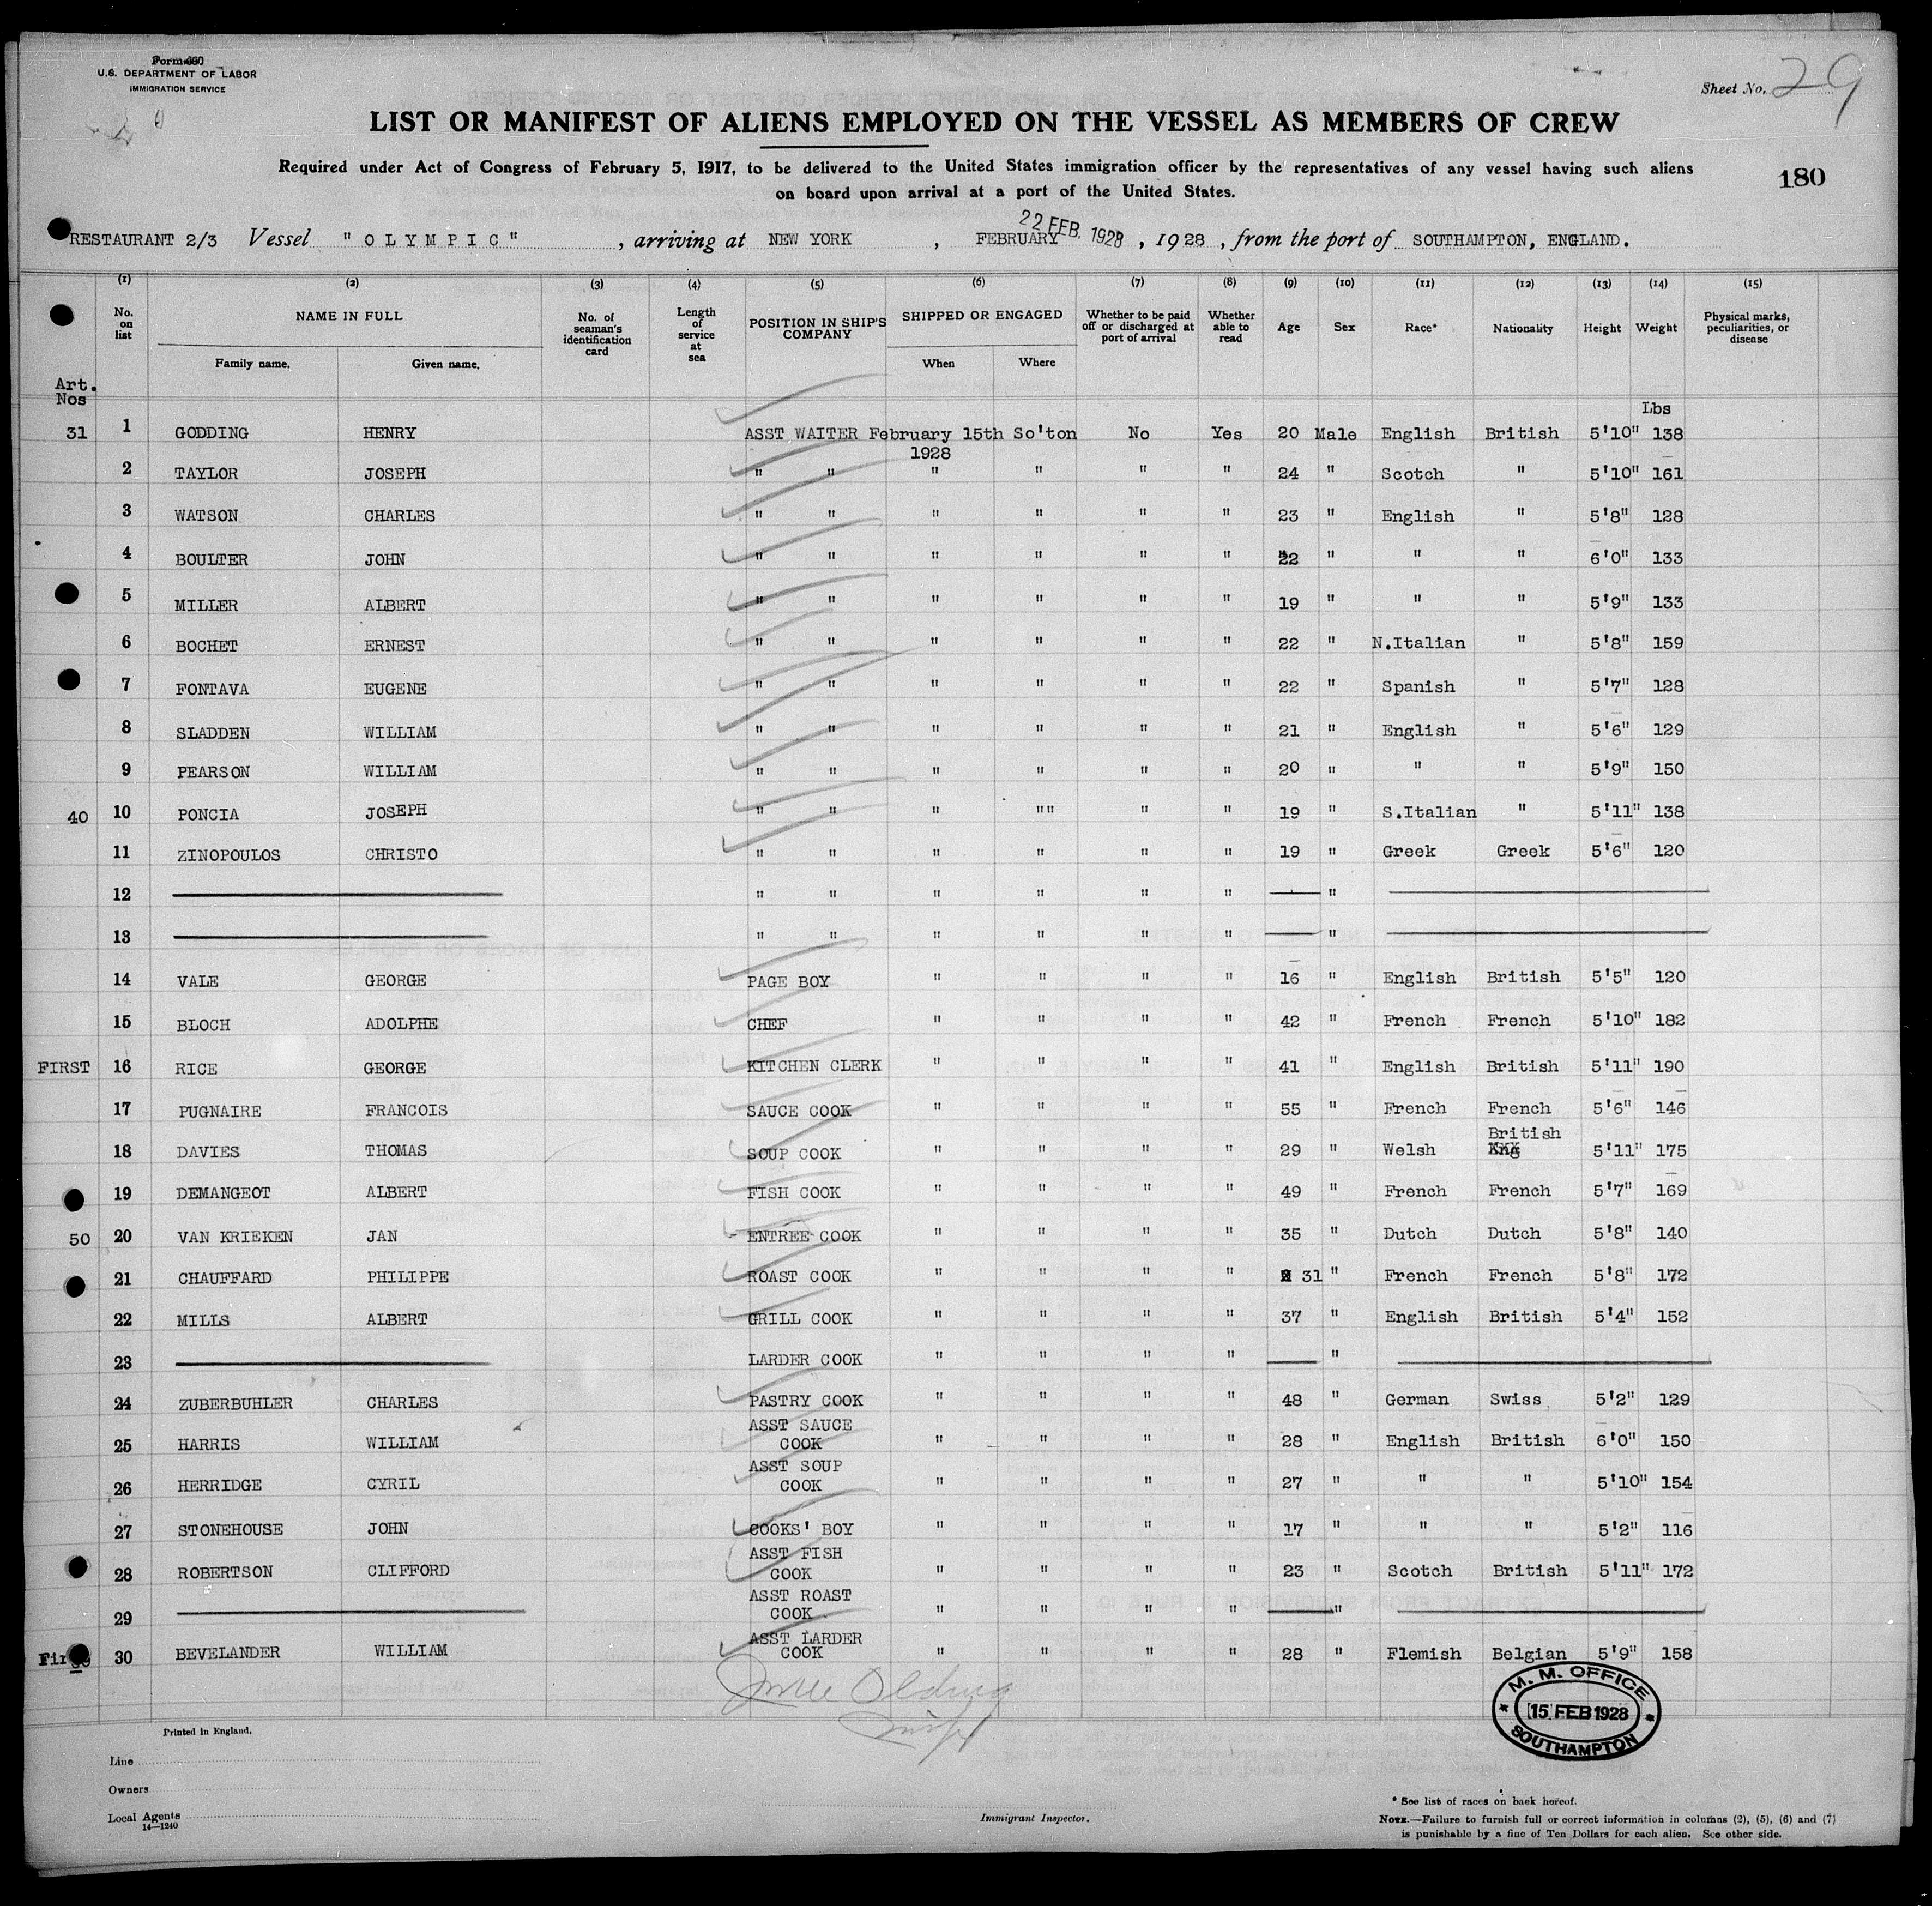 Form 680
U.S. DEPARTMENT OF LABOR
IMMIGRATION SERVICE
Sheet No. 29
LIST OR MANIFEST OF ALIENS EMPLOYED ON THE VESSEL AS MEMBERS OF CREW
Required under Act of Congress of February 5, 1917, to be delivered to the United States immigration officer by the representatives of any vessel having such aliens
on board upon arrival at a port of the United States.
180
22 FEB. 1928
RESTAURANT 2/3 Vessel "OLYMPIC", arriving at NEW YORK, FEBRUARY, 1928, from the port of SOUTHAMPTON, ENGLAND.
(1) (2) (3) (4) (5) (6) (7) (8) (9) (10) (11) (12) (13) (14) (15)
No. on list NAME IN FULL Family name. Given name. No. of seaman's identification card Length of service at sea POSITION IN SHIP'S COMPANY SHIPPED OR ENGAGED When Where Whether to be paid off or discharged at port of arrival Whether able to read Age Sex Race* Nationality Height Weight Physical marks, peculiarities, or disease
Art. Nos
Lbs
31 1 GODDING HENRY ASST WAITER February 15th So'ton No Yes 20 Male English British 5'10" 138
1928
2 TAYLOR JOSEPH " " " " " " 24 " Scotch " 5'10" 161
3 WATSON CHARLES " " " " " " 23 " English " 5'8" 128
4 BOULTER JOHN " " " " " " 22 " " " 6'0" 133
5 MILLER ALBERT " " " " " " 19 " " " 5'9" 133
6 BOCHET ERNEST " " " " " " 22 " N.Italian " 5'8" 159
7 FONTAVA EUGENE " " " " " " 22 " Spanish " 5'7" 128
8 SLADDEN WILLIAM " " " " " " 21 " English " 5'6" 129
9 PEARSON WILLIAM " " " " " " 20 " " " 5'9" 150
40 10 PONCIA JOSEPH " " " "" " " 19 " S.Italian " 5'11" 138
11 ZINOPOULOS CHRISTO " " " " " " 19 " Greek Greek 5'6" 120
12 " " " " " " "
13 " " " " " " "
14 VALE GEORGE PAGE BOY " " " " 16 " English British 5'5" 120
15 BLOCH ADOLPHE CHEF " " " " 42 " French French 5'10" 182
FIRST 16 RICE GEORGE KITCHEN CLERK " " " " 41 " English British 5'11" 190
17 PUGNAIRE FRANCOIS SAUCE COOK " " " " 55 " French French 5'6" 146
18 DAVIES THOMAS SOUP COOK " " " " 29 " Welsh British 5'11" 175
19 DEMANGEOT ALBERT FISH COOK " " " " 49 " French French 5'7" 169
50 20 VAN KRIEKEN JAN ENTREE COOK " " " " 35 " Dutch Dutch 5'8" 140
21 CHAUFFARD PHILIPPE ROAST COOK " " " " 31 " French French 5'8" 172
22 MILLS ALBERT GRILL COOK " " " " 37 " English British 5'4" 152
23 LARDER COOK " " " " "
24 ZUBERBUHLER CHARLES PASTRY COOK " " " " 48 " German Swiss 5'2" 129
25 HARRIS WILLIAM ASST SAUCE COOK " " " " 28 " English British 6'0" 150
26 HERRIDGE CYRIL ASST SOUP COOK " " " " 27 " " " 5'10" 154
27 STONEHOUSE JOHN COOKS' BOY " " " " 17 " " " 5'2" 116
28 ROBERTSON CLIFFORD ASST FISH COOK " " " " 23 " Scotch British 5'11" 172
29 ASST ROAST COOK " " " " "
30 BEVELANDER WILLIAM ASST LARDER COOK " " " " 28 " Flemish Belgian 5'9" 158
M. M. OFFICE
15 FEB 1928
SOUTHAMPTON
Printed in England.
Line
Owners
Local Agents
14—1240
Immigrant Inspector.
* See list of races on back hereof.
NOTE.—Failure to furnish full or correct information in columns (2), (5), (6) and (7)
is punishable by a fine of Ten Dollars for each alien. See other side.